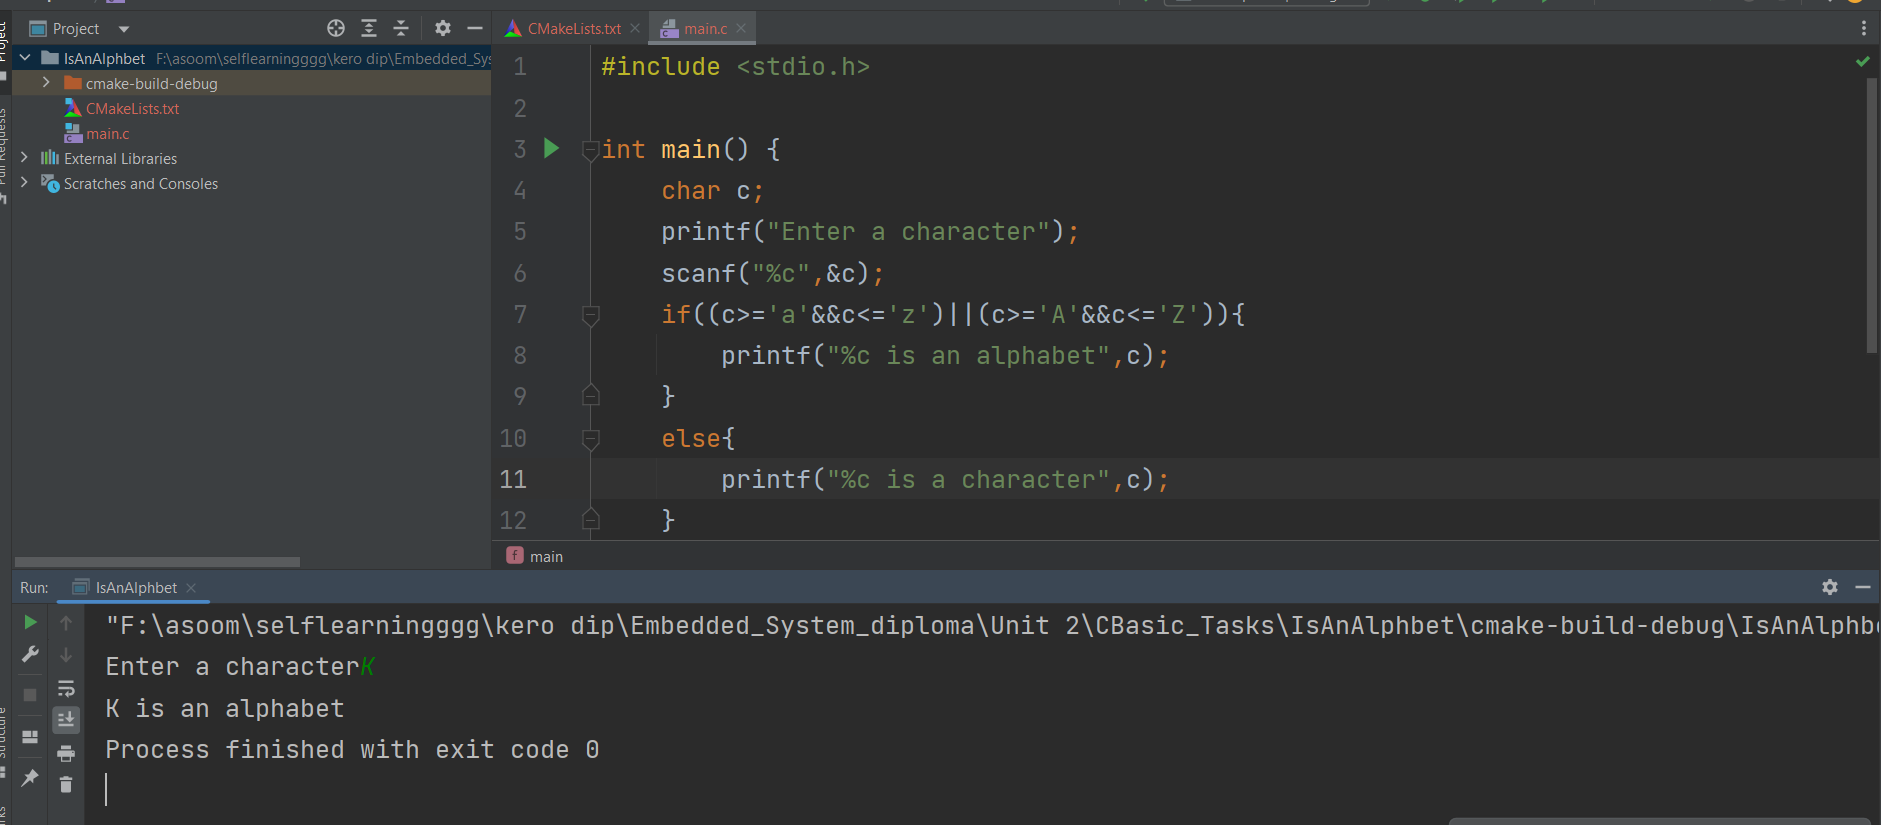 Project
CMakeLists.txt
main.c
IsAnAlphbet F:\asoom\selflearningggg\kero dip\Embedded_Sys
cmake-build-debug
CMakeLists.txt
main.c
External Libraries
Scratches and Consoles
Project
Pull Requests
Structure
1 #include <stdio.h>
2
3 int main() {
4 char c;
5 printf("Enter a character");
6 scanf("%c",&c);
7 if((c>='a'&&c<='z')||(c>='A'&&c<='Z')){
8 printf("%c is an alphabet",c);
9 }
10 else{
11 printf("%c is a character",c);
12 }
f main
Run: IsAnAlphbet
"F:\asoom\selflearningggg\kero dip\Embedded_System_diploma\Unit 2\CBasic_Tasks\IsAnAlphbet\cmake-build-debug\IsAnAlphb
Enter a characterK
K is an alphabet
Process finished with exit code 0